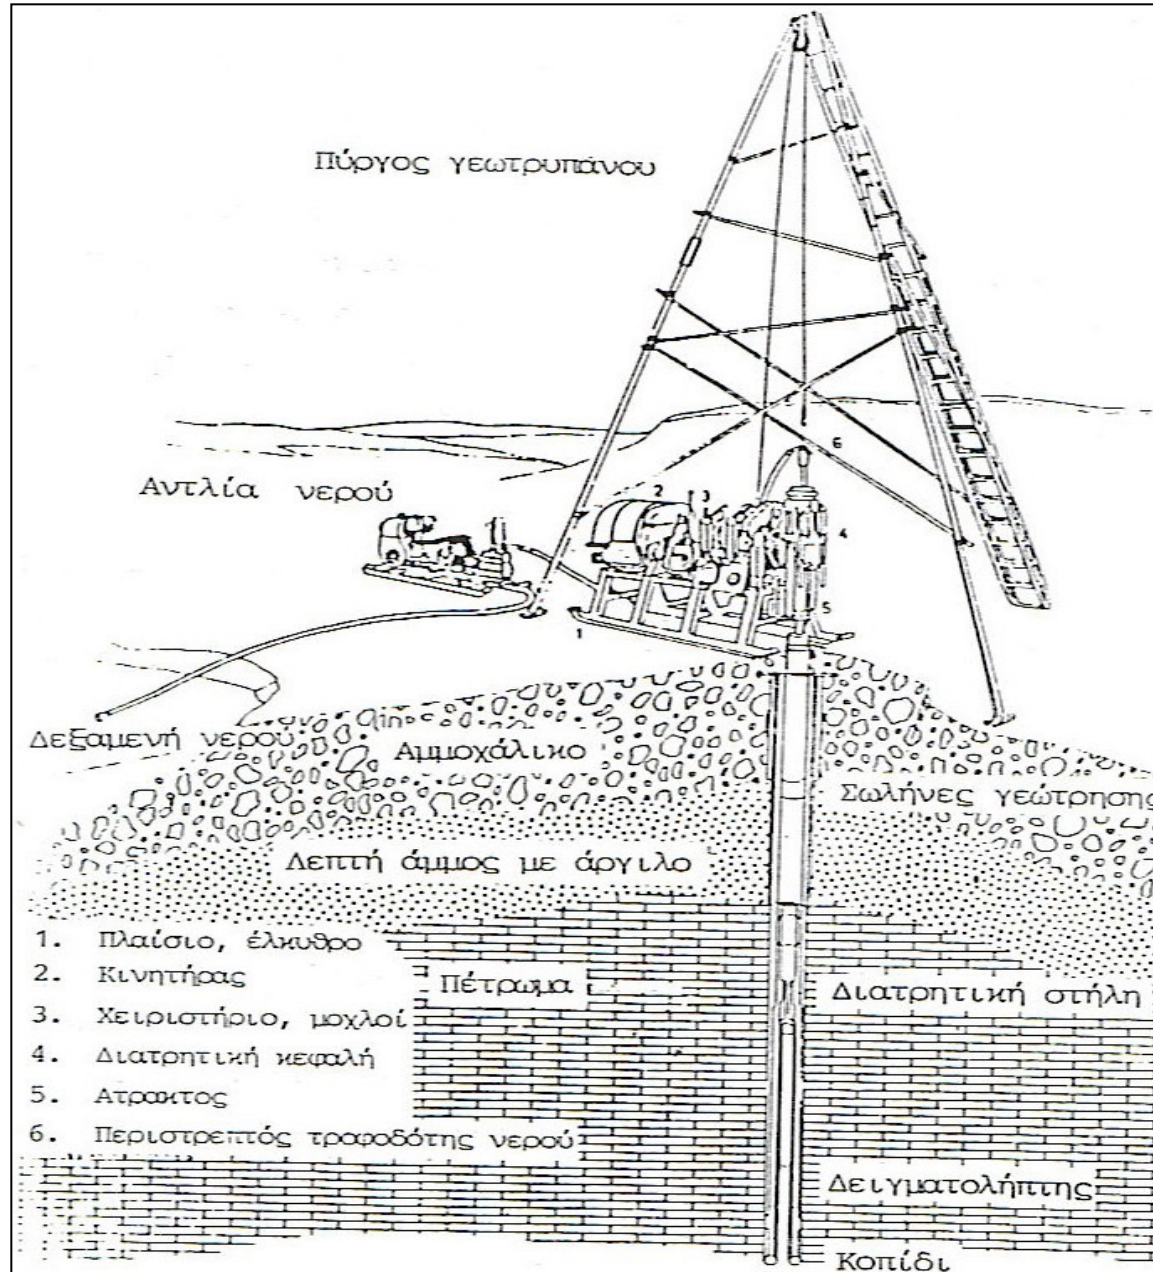 Πύργος γεωτρυπάνου
Αντλία νερού
6
2
3
4
5
1
Δεξαμενή νερού
Αμμοχάλικο
Σωλήνες γεώτρησης
Λεπτή άμμος με άργιλο
1. Πλαίσιο, έλκυθρο
2. Κινητήρας
3. Χειριστήριο, μοχλοί
4. Διατρητική κεφαλή
5. Ατρακτος
6. Περιστρεπτός τροφοδότης νερού
Πέτρωμα
Διατρητική στήλη
Δειγματολήπτης
Κοπίδι